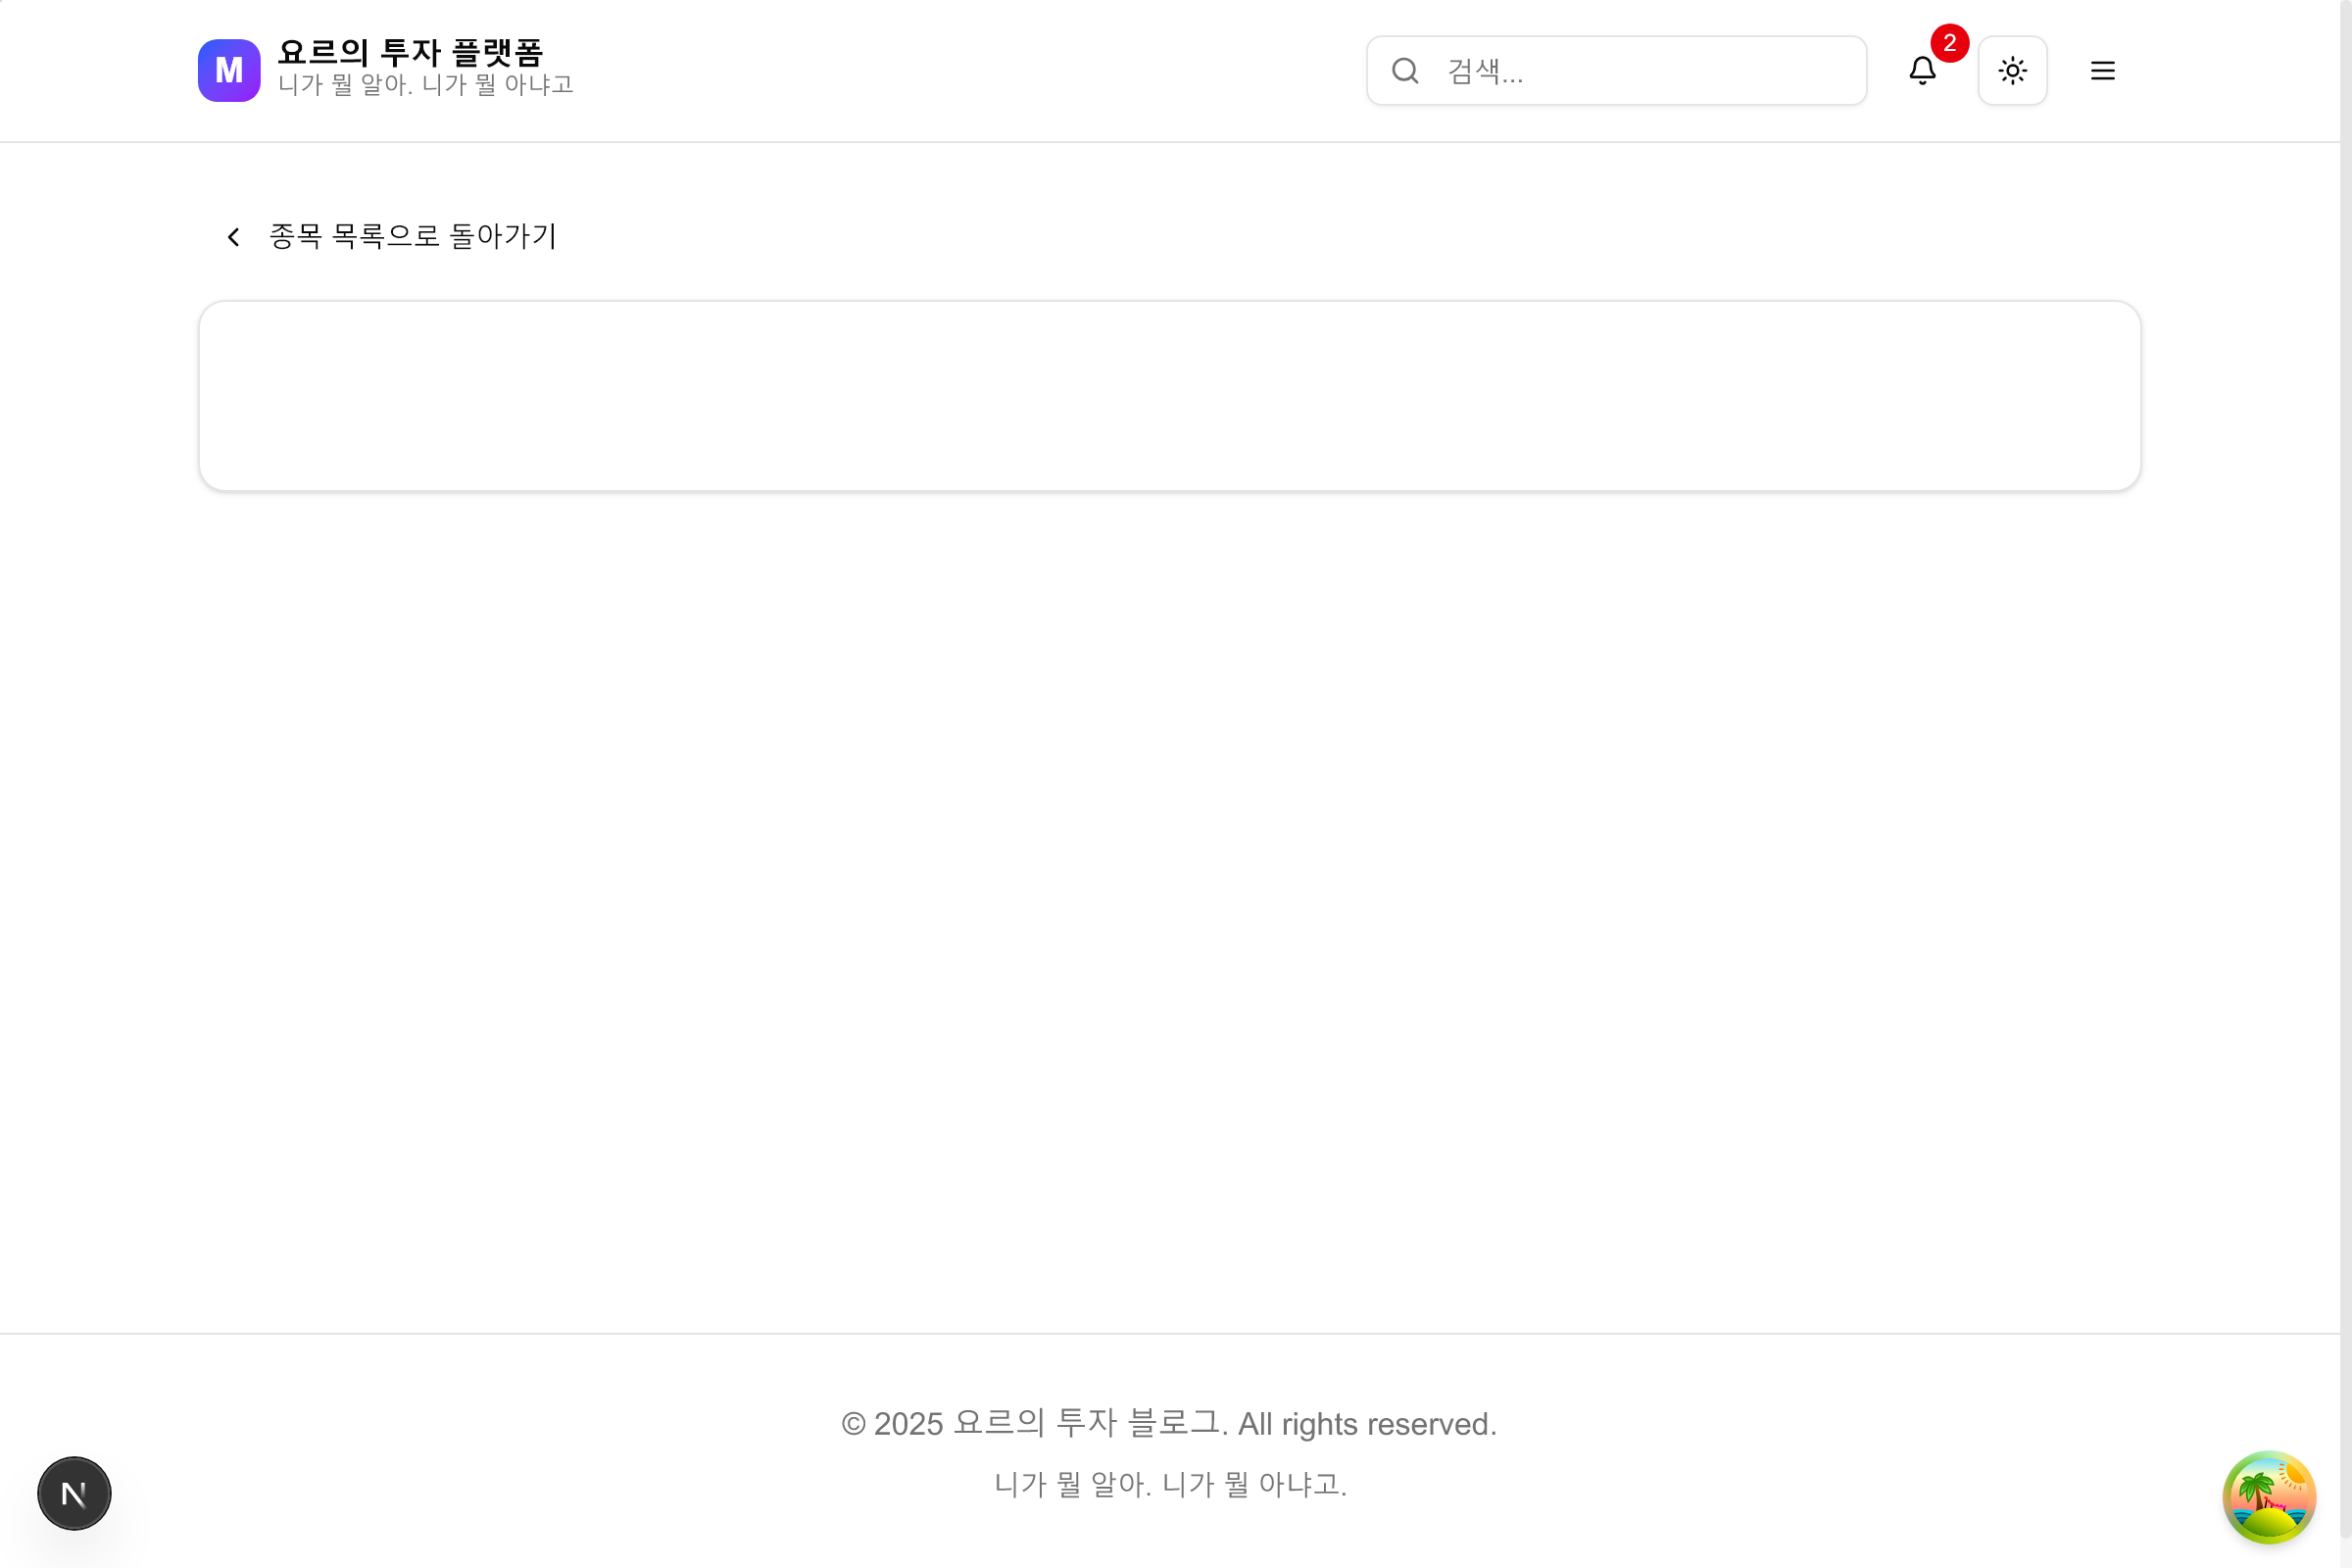 M
요르의 투자 플랫폼
니가 뭘 알아. 니가 뭘 아냐고
검색...
2
종목 목록으로 돌아가기
© 2025 요르의 투자 블로그. All rights reserved.
니가 뭘 알아. 니가 뭘 아냐고.
N